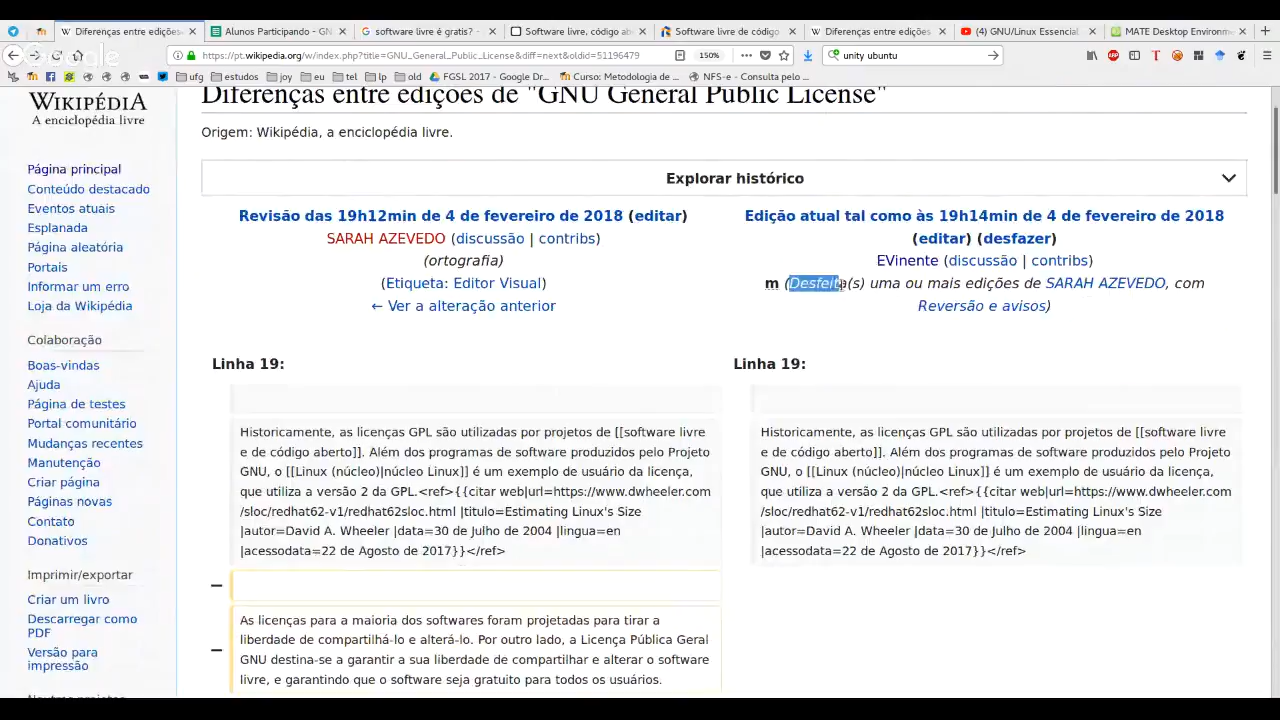 Diferenças entre edições
Alunos Participando - GN
software livre é gratis? -
Software livre, código ab
Software livre de código
Diferenças entre edições
(4) GNU/Linux Essencial
MATE Desktop Environm
Google
https://pt.wikipedia.org/w/index.php?title=GNU_General_Public_License&diff=next&oldid=51196479
150%
unity ubuntu
ufg
estudos
joy
eu
tel
lp
old
FGSL 2017 - Google Dr...
Curso: Metodologia de ...
NFS-e - Consulta pelo ...
WIKIPÉDIA
A enciclopédia livre
Página principal
Conteúdo destacado
Eventos atuais
Esplanada
Página aleatória
Portais
Informar um erro
Loja da Wikipédia
Colaboração
Boas-vindas
Ajuda
Página de testes
Portal comunitário
Mudanças recentes
Manutenção
Criar página
Páginas novas
Contato
Donativos
Imprimir/exportar
Criar um livro
Descarregar como
PDF
Versão para
impressão
Noutros projetos
Diferenças entre edições de "GNU General Public License"
Origem: Wikipédia, a enciclopédia livre.
Explorar histórico
Revisão das 19h12min de 4 de fevereiro de 2018 (editar)
SARAH AZEVEDO (discussão | contribs)
(ortografia)
(Etiqueta: Editor Visual)
← Ver a alteração anterior
Edição atual tal como às 19h14min de 4 de fevereiro de 2018
(editar) (desfazer)
EVinente (discussão | contribs)
m (Desfeita(s) uma ou mais edições de SARAH AZEVEDO, com
Reversão e avisos)
Linha 19:
Historicamente, as licenças GPL são utilizadas por projetos de [[software livre
e de código aberto]]. Além dos programas de software produzidos pelo Projeto
GNU, o [[Linux (núcleo)|núcleo Linux]] é um exemplo de usuário da licença,
que utiliza a versão 2 da GPL.<ref>{{citar web|url=https://www.dwheeler.com
/sloc/redhat62-v1/redhat62sloc.html |titulo=Estimating Linux's Size
|autor=David A. Wheeler |data=30 de Julho de 2004 |lingua=en
|acessodata=22 de Agosto de 2017}}</ref>
−
− As licenças para a maioria dos softwares foram projetadas para tirar a
liberdade de compartilhá-lo e alterá-lo. Por outro lado, a Licença Pública Geral
GNU destina-se a garantir a sua liberdade de compartilhar e alterar o software
livre, e garantindo que o software seja gratuito para todos os usuários.
Linha 19:
Historicamente, as licenças GPL são utilizadas por projetos de [[software livre
e de código aberto]]. Além dos programas de software produzidos pelo Projeto
GNU, o [[Linux (núcleo)|núcleo Linux]] é um exemplo de usuário da licença,
que utiliza a versão 2 da GPL.<ref>{{citar web|url=https://www.dwheeler.com
/sloc/redhat62-v1/redhat62sloc.html |titulo=Estimating Linux's Size
|autor=David A. Wheeler |data=30 de Julho de 2004 |lingua=en
|acessodata=22 de Agosto de 2017}}</ref>